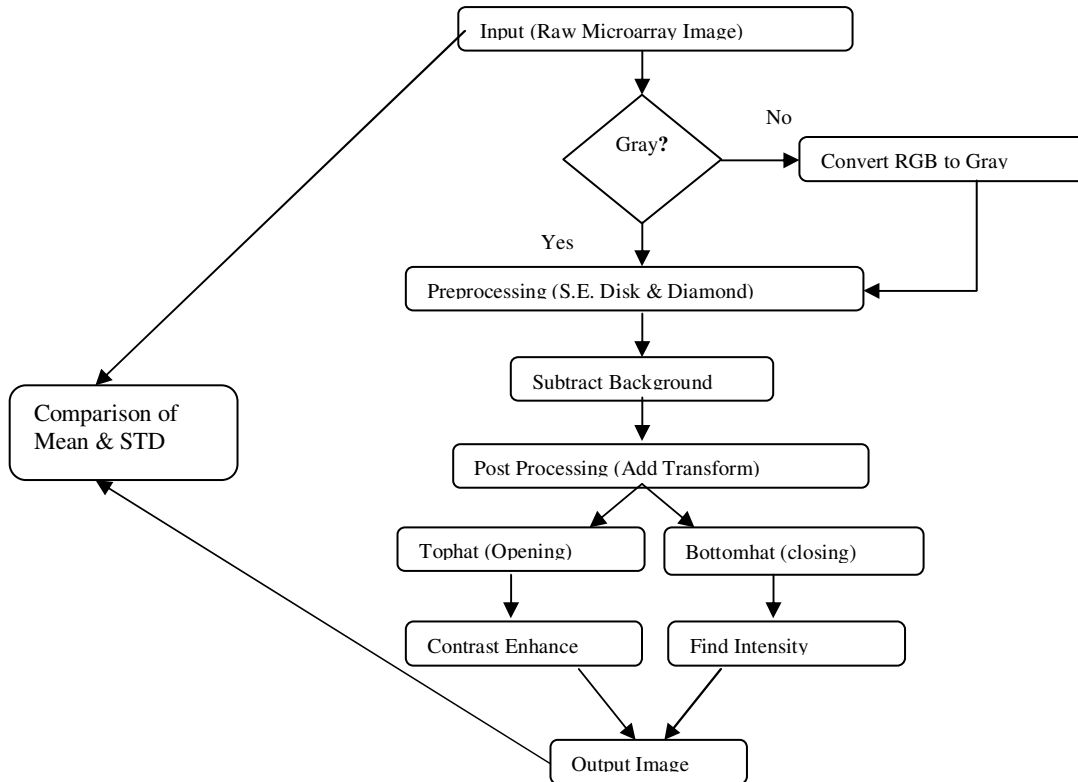 Input (Raw Microarray Image)
No
Gray?
Convert RGB to Gray
Yes
Preprocessing (S.E. Disk & Diamond)
Subtract Background
Comparison of
Mean & STD
Post Processing (Add Transform)
Tophat (Opening)
Bottomhat (closing)
Contrast Enhance
Find Intensity
Output Image